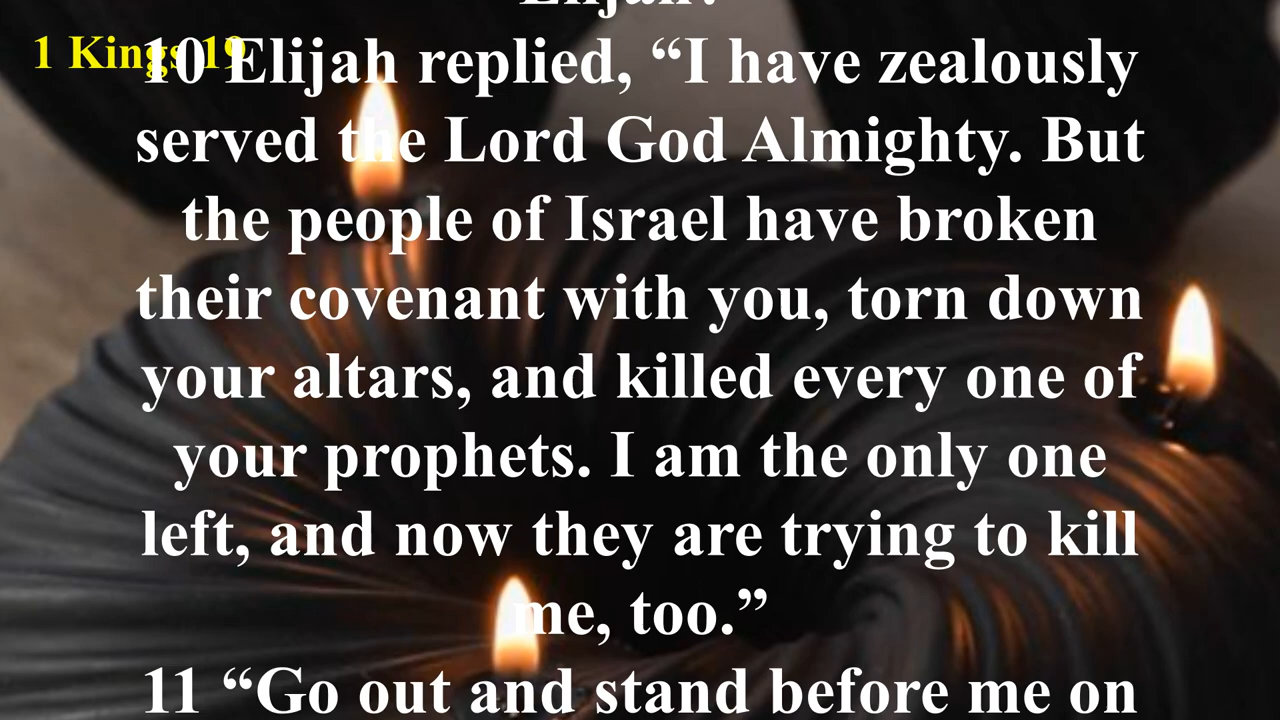 Elijah?
1 Kings 19
10 Elijah replied, “I have zealously
served the Lord God Almighty. But
the people of Israel have broken
their covenant with you, torn down
your altars, and killed every one of
your prophets. I am the only one
left, and now they are trying to kill
me, too.”
11 “Go out and stand before me on